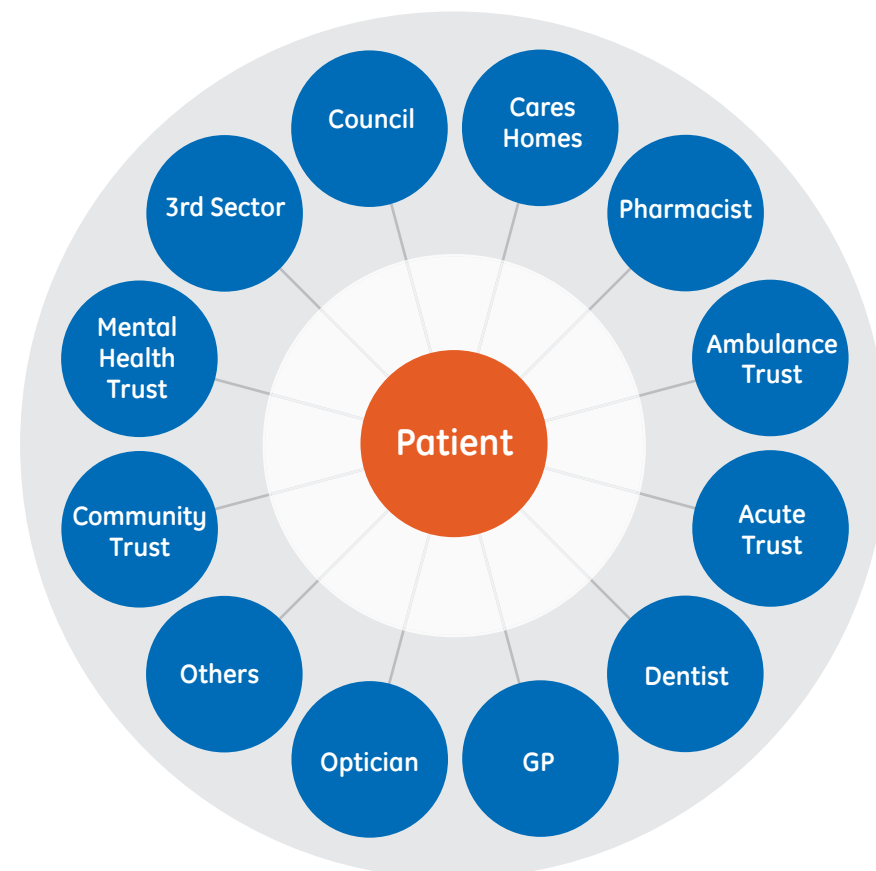 Council
Cares
Homes
3rd Sector
Pharmacist
Mental
Health
Trust
Ambulance
Trust
Patient
Community
Trust
Acute
Trust
Others
Dentist
Optician
GP